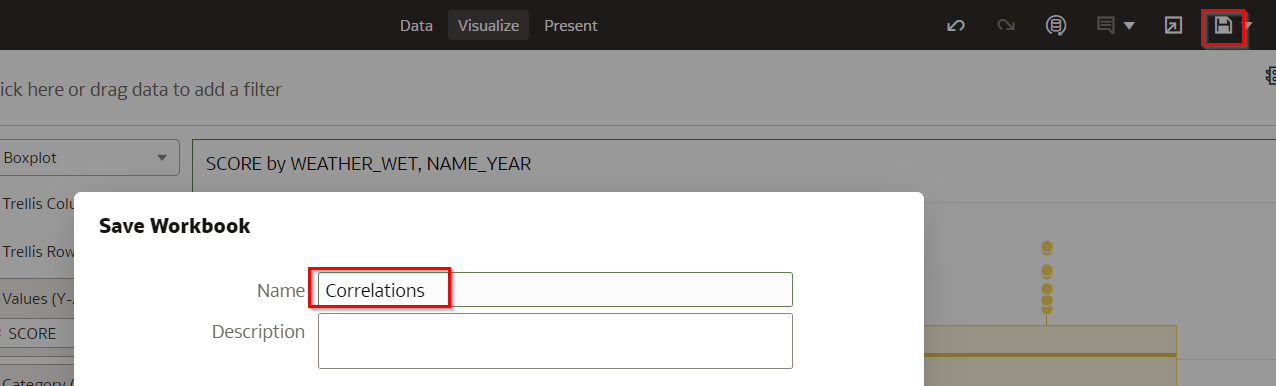 Data Visualize Present
ick here or drag data to add a filter
Boxplot
SCORE by WEATHER_WET, NAME_YEAR
Trellis Colu
Trellis Row
Values (Y-
SCORE
Category (
Save Workbook
Name Correlations
Description